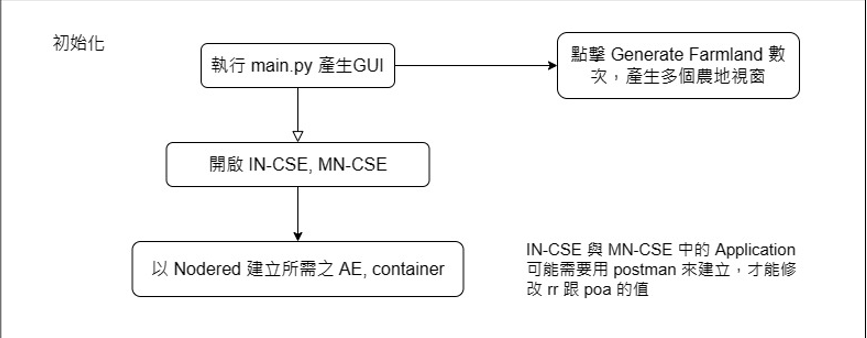 初始化
執行 main.py 產生GUI
點擊 Generate Farmland 數
次，產生多個農地視窗
開啟 IN-CSE, MN-CSE
以 Nodered 建立所需之 AE, container
IN-CSE 與 MN-CSE 中的 Application
可能需要用 postman 來建立，才能修
改 rr 跟 poa 的值